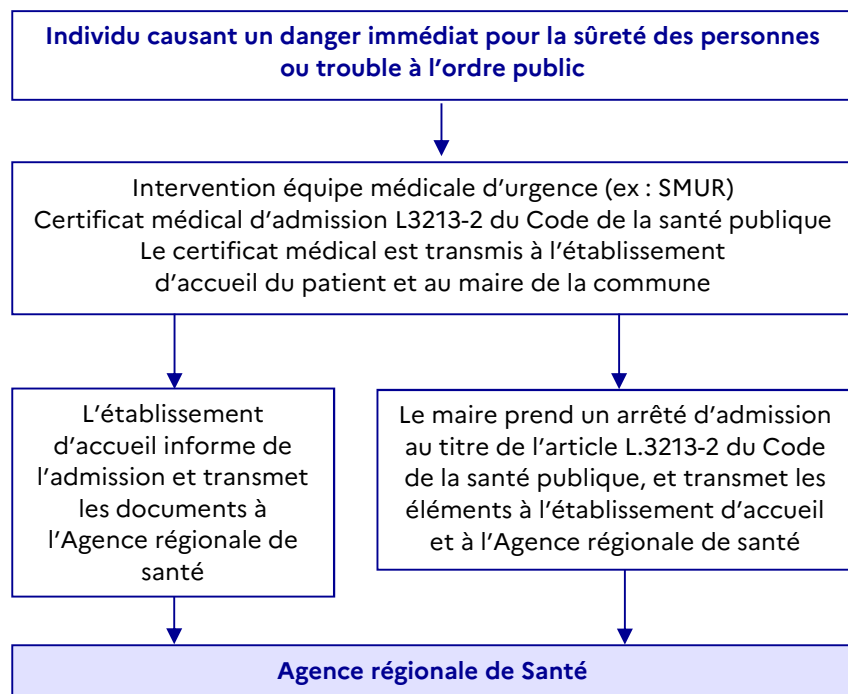 Individu causant un danger immédiat pour la sûreté des personnes
ou trouble à l’ordre public
Intervention équipe médicale d’urgence (ex : SMUR)
Certificat médical d’admission L3213-2 du Code de la santé publique
Le certificat médical est transmis à l’établissement
d’accueil du patient et au maire de la commune
L’établissement
d’accueil informe de
l’admission et transmet
les documents à
l’Agence régionale de
santé
Le maire prend un arrêté d’admission
au titre de l’article L.3213-2 du Code
de la santé publique, et transmet les
éléments à l’établissement d’accueil
et à l’Agence régionale de santé
Agence régionale de Santé